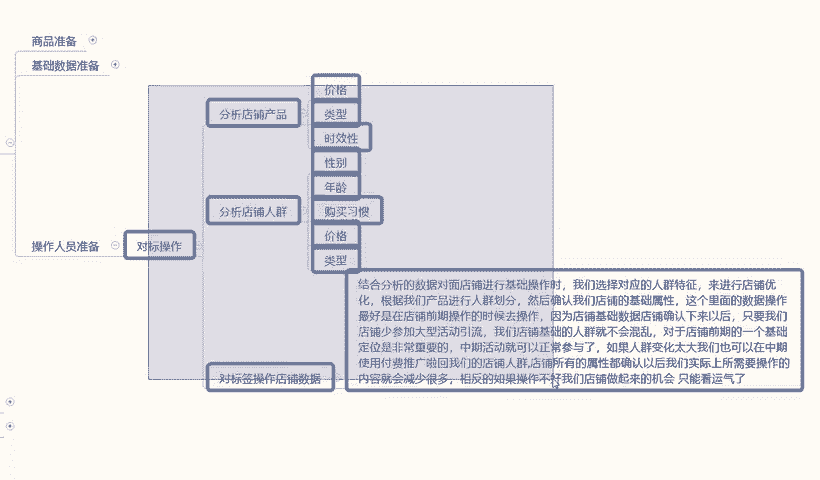 商品准备
基础数据准备
操作人员准备
对标操作
分析店铺产品
价格
类型
时效性
分析店铺人群
性别
年龄
购买习惯
价格
类型
对标签操作店铺数据
结合分析的数据对面店铺进行基础操作时，我们选择对应的人群特征，来进行店铺优
化，根据我们产品进行人群划分，然后确认我们店铺的基础属性，这个里面的数据操作
最好是在店铺前期操作的时候去操作，因为店铺基础数据店铺确认下来以后，只要我们
店铺少参加大型活动引流，我们店铺基础的人群就不会混乱，对于店铺前期的一个基础
定位是非常重要的，中期活动就可以正常参与了，如果人群变化太大我们也可以在中期
使用付费推广啦回我们的店铺人群,店铺所有的属性都确认以后我们实际上所需要操作的
内容就会减少很多，相反的如果操作不好我们店铺做起来的机会 只能看运气了